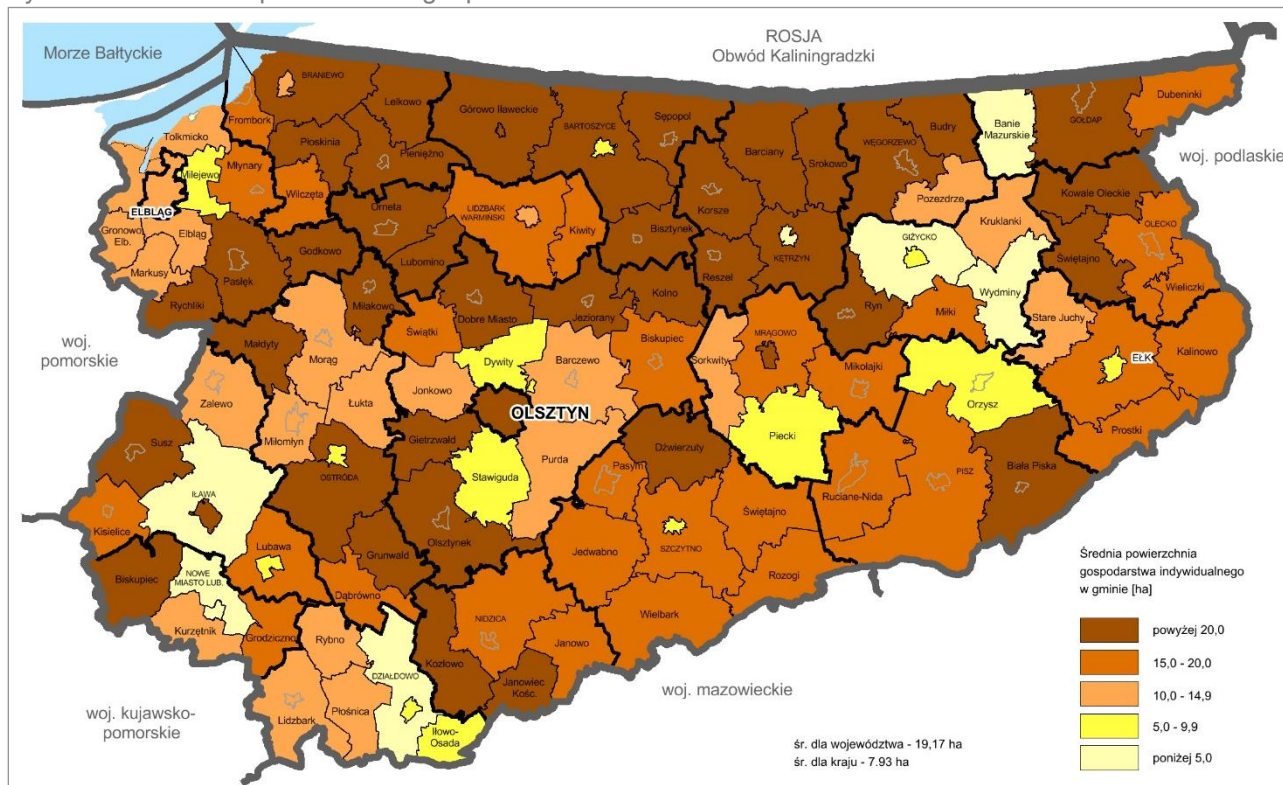 Morze Bałtyckie
ROSJA
Obwód Kaliningradzki
BRANIEWO
Lelkowo
Frombork
Tolkmicko
Płoskinia
Pieniężno
Górowo Iławeckie
BARTOSZYCE
Sępopol
Barciany
Srokowo
WĘGORZEWO
Budry
Banie
Mazurskie
GOŁDAP
Dubeninki
woj. podlaskie
Milejewo
Młynary
Wilczęta
Orneta
LIDZBARK
WARMIŃSKI
Kiwity
Bisztynek
Korsze
KĘTRZYN
Reszel
Pozezdrze
Kruklanki
Kowale Oleckie
OLECKO
ELBLĄG
Gronowo
Elb.
Elbląg
Markusy
Rychliki
Pasłęk
Godkowo
Miłakowo
Lubomino
Dobre Miasto
Jeziorany
Kolno
GIŻYCKO
Wydminy
Świętajno
Wieliczki
Ryn
Miłki
Stare Juchy
EŁK
Kalinowo
woj.
pomorskie
Małdyty
Morąg
Świątki
Dywity
Barczewo
Biskupiec
Sorkwity
MRĄGOWO
Mikołajki
Orzysz
Prostki
Zalewo
Miłomłyn
Łukta
Jonkowo
OLSZTYN
Gietrzwałd
Purda
Dźwierzuty
Piecki
Susz
IŁAWA
OSTRÓDA
Stawiguda
Pasym
Ruciane-Nida
PISZ
Biała Piska
Kisielice
Lubawa
Grunwald
Olsztynek
Jedwabno
SZCZYTNO
Świętajno
Rozogi
Biskupiec
NOWE
MIASTO LUB.
Kurzętnik
Grodziczno
Dąbrówno
Rybno
NIDZICA
Wielbark
Janowo
Kozłowo
Janowiec
Kośc.
DZIAŁDOWO
Lidzbark
Płośnica
Iłowo-
Osada
woj. kujawsko-
pomorskie
woj. mazowieckie
śr. dla województwa - 19,17 ha
śr. dla kraju - 7.93 ha
Średnia powierzchnia
gospodarstwa indywidualnego
w gminie [ha]
powyżej 20,0
15,0 - 20,0
10,0 - 14,9
5,0 - 9,9
poniżej 5,0